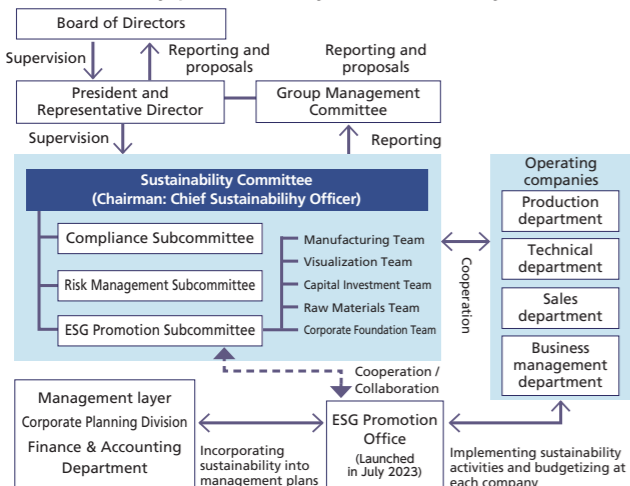 Board of Directors
Supervision
Reporting and
proposals
Reporting and
proposals
President and
Representative Director
Group Management
Committee
Supervision
Reporting
Sustainability Committee
(Chairman: Chief Sustainabilihy Officer)
Compliance Subcommittee
Risk Management Subcommittee
ESG Promotion Subcommittee
Manufacturing Team
Visualization Team
Capital Investment Team
Raw Materials Team
Corporate Foundation Team
Cooperation
Operating
companies
Production
department
Technical
department
Sales
department
Business
management
department
Cooperation /
Collaboration
Management layer
Corporate Planning Division
Finance & Accounting
Department
Incorporating
sustainability into
management plans
ESG Promotion
Office
(Launched
in July 2023)
Implementing sustainability
activities and budgetizing at
each company